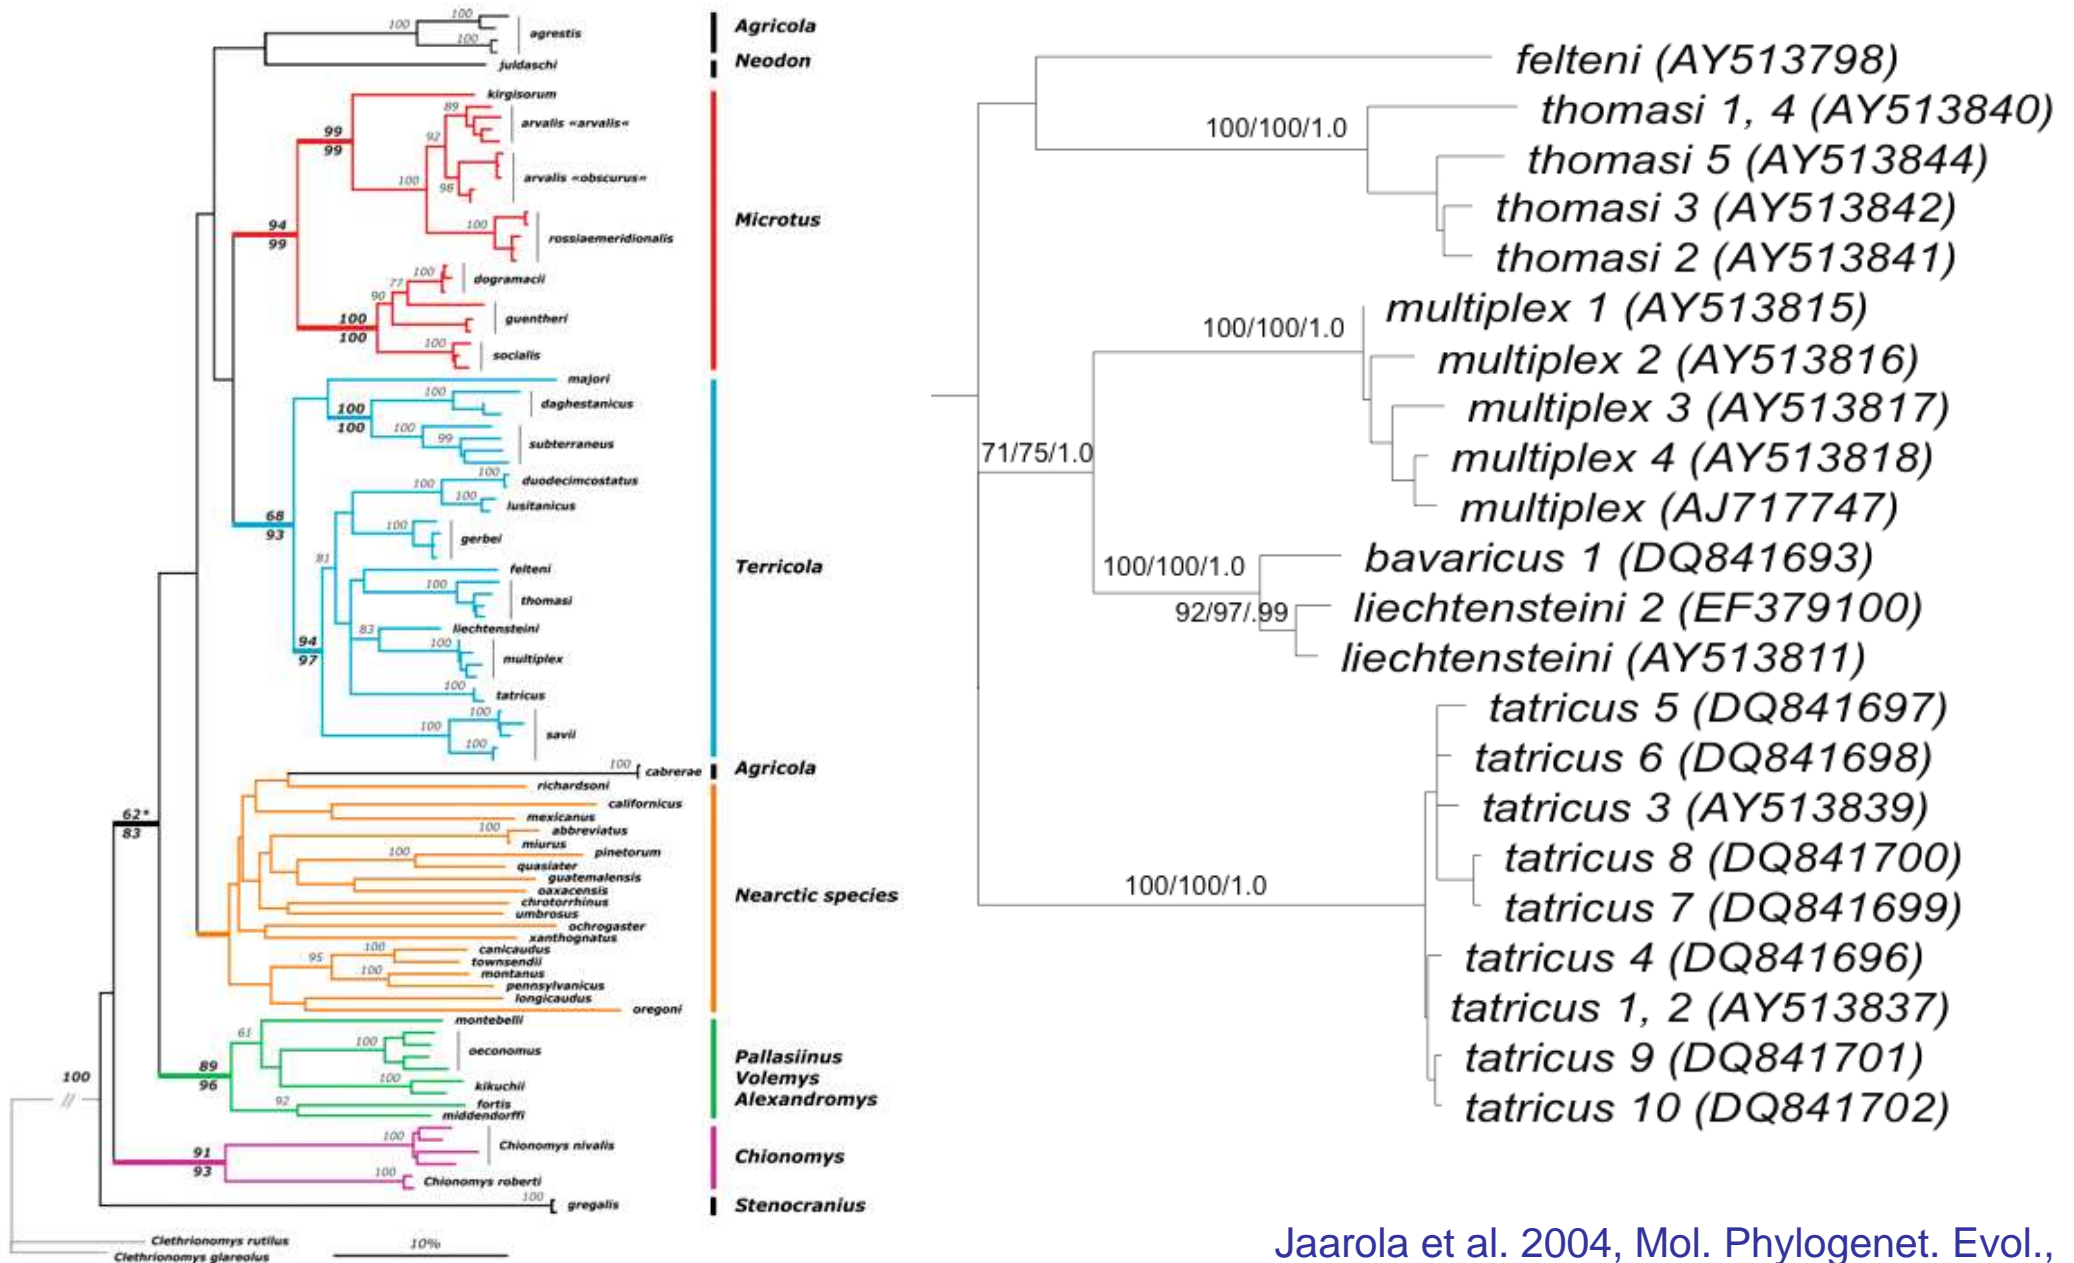 100
100
agrestis
100
juldaschi
Agricola
Neodon
kirgisorum
89
99
99
arvalis «arvalis«
92
100
98
arvalis «obscurus«
94
99
100
rossiaemeridionalis
100
dogramacii
77
90
guentheri
100
100
100
socialis
Microtus
majori
100
daghestanicus
100
100
100
99
subterraneus
100
duodecimcostatus
100
100
lusitanicus
68
93
100
gerbei
81
felteni
100
thomasi
83
liechtensteini
100
multiplex
94
97
100
tatricus
100
100
savii
100
Terricola
100
cabrerae
Agricola
richardsoni
californicus
mexicanus
100
abbreviatus
miurus
100
pinetorum
quasiater
guatemalensis
oaxacensis
chrotorrhinus
umbrosus
ochrogaster
xanthognatus
100
canicaudus
95
townsendii
100
montanus
pennsylvanicus
longicaudus
oregoni
Nearctic species
62*
83
montebelli
61
100
oeconomus
89
96
100
kikuchii
92
fortis
middendorffi
Pallasiinus
Volemys
Alexandromys
100
//
100
Chionomys nivalis
91
93
100
Chionomys roberti
Chionomys
100
gregalis
Stenocranius
Clethrionomys rutilus
Clethrionomys glareolus
10%
felteni (AY513798)
100/100/1.0
thomasi 1, 4 (AY513840)
thomasi 5 (AY513844)
thomasi 3 (AY513842)
thomasi 2 (AY513841)
100/100/1.0
multiplex 1 (AY513815)
multiplex 2 (AY513816)
multiplex 3 (AY513817)
71/75/1.0
multiplex 4 (AY513818)
multiplex (AJ717747)
100/100/1.0
bavaricus 1 (DQ841693)
92/97/.99
liechtensteini 2 (EF379100)
liechtensteini (AY513811)
tatricus 5 (DQ841697)
tatricus 6 (DQ841698)
tatricus 3 (AY513839)
tatricus 8 (DQ841700)
100/100/1.0
tatricus 7 (DQ841699)
tatricus 4 (DQ841696)
tatricus 1, 2 (AY513837)
tatricus 9 (DQ841701)
tatricus 10 (DQ841702)
Jaarola et al. 2004, Mol. Phylogenet. Evol.,